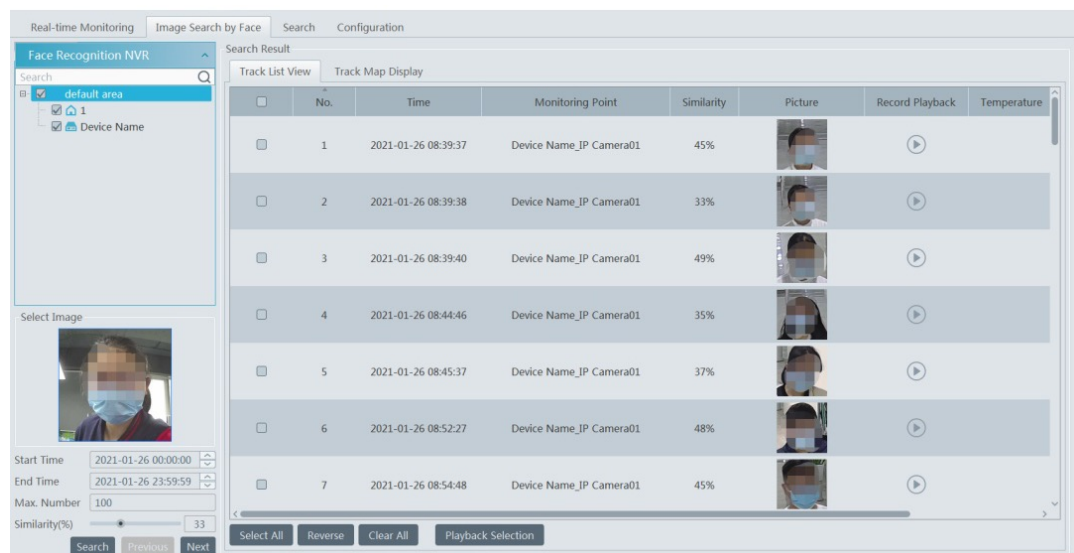 Real-time Monitoring Image Search by Face Search Configuration
Face Recognition NVR
Search
default area
1
Device Name
Select Image
Start Time 2021-01-26 00:00:00
End Time 2021-01-26 23:59:59
Max. Number 100
Similarity(%) 33
Search Previous Next
Search Result
Track List View Track Map Display
No. Time Monitoring Point Similarity Picture Record Playback Temperature
1 2021-01-26 08:39:37 Device Name_IP Camera01 45%
2 2021-01-26 08:39:38 Device Name_IP Camera01 33%
3 2021-01-26 08:39:40 Device Name_IP Camera01 49%
4 2021-01-26 08:44:46 Device Name_IP Camera01 35%
5 2021-01-26 08:45:37 Device Name_IP Camera01 37%
6 2021-01-26 08:52:27 Device Name_IP Camera01 48%
7 2021-01-26 08:54:48 Device Name_IP Camera01 45%
Select All Reverse Clear All Playback Selection